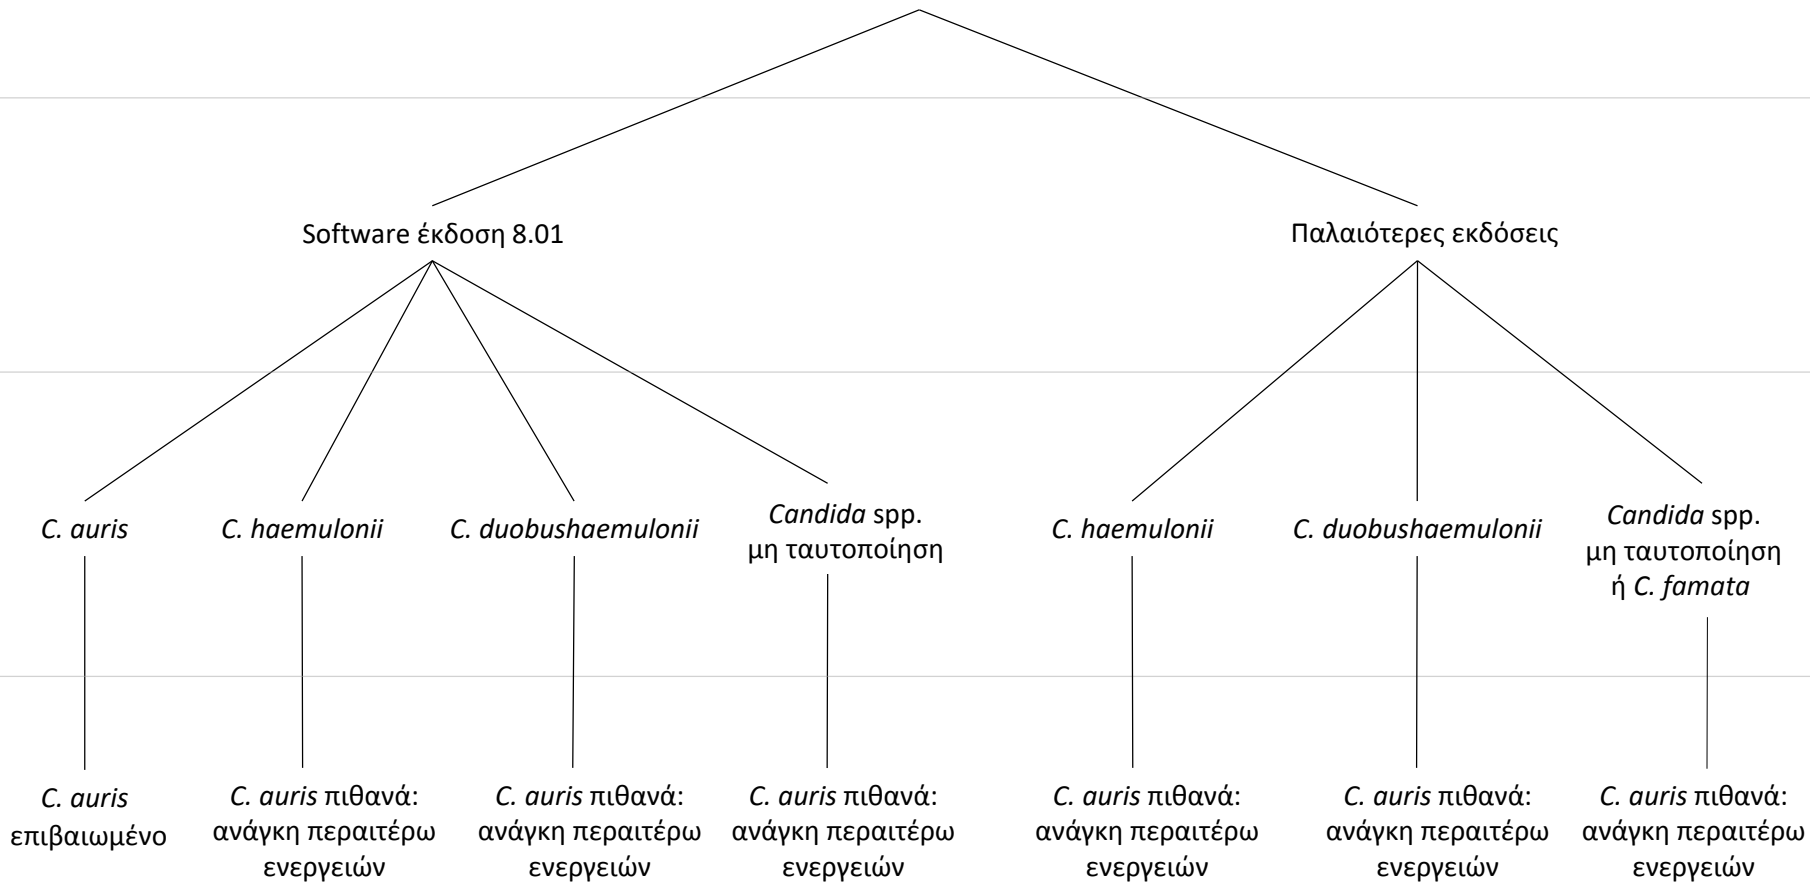 Software έκδοση 8.01
Παλαιότερες εκδόσεις
C. auris
C. haemulonii
C. duobushaemulonii
Candida spp.
μη ταυτοποίηση
C. haemulonii
C. duobushaemulonii
Candida spp.
μη ταυτοποίηση
ή C. famata
C. auris
επιβαιωμένο
C. auris πιθανά:
ανάγκη περαιτέρω
ενεργειών
C. auris πιθανά:
ανάγκη περαιτέρω
ενεργειών
C. auris πιθανά:
ανάγκη περαιτέρω
ενεργειών
C. auris πιθανά:
ανάγκη περαιτέρω
ενεργειών
C. auris πιθανά:
ανάγκη περαιτέρω
ενεργειών
C. auris πιθανά:
ανάγκη περαιτέρω
ενεργειών